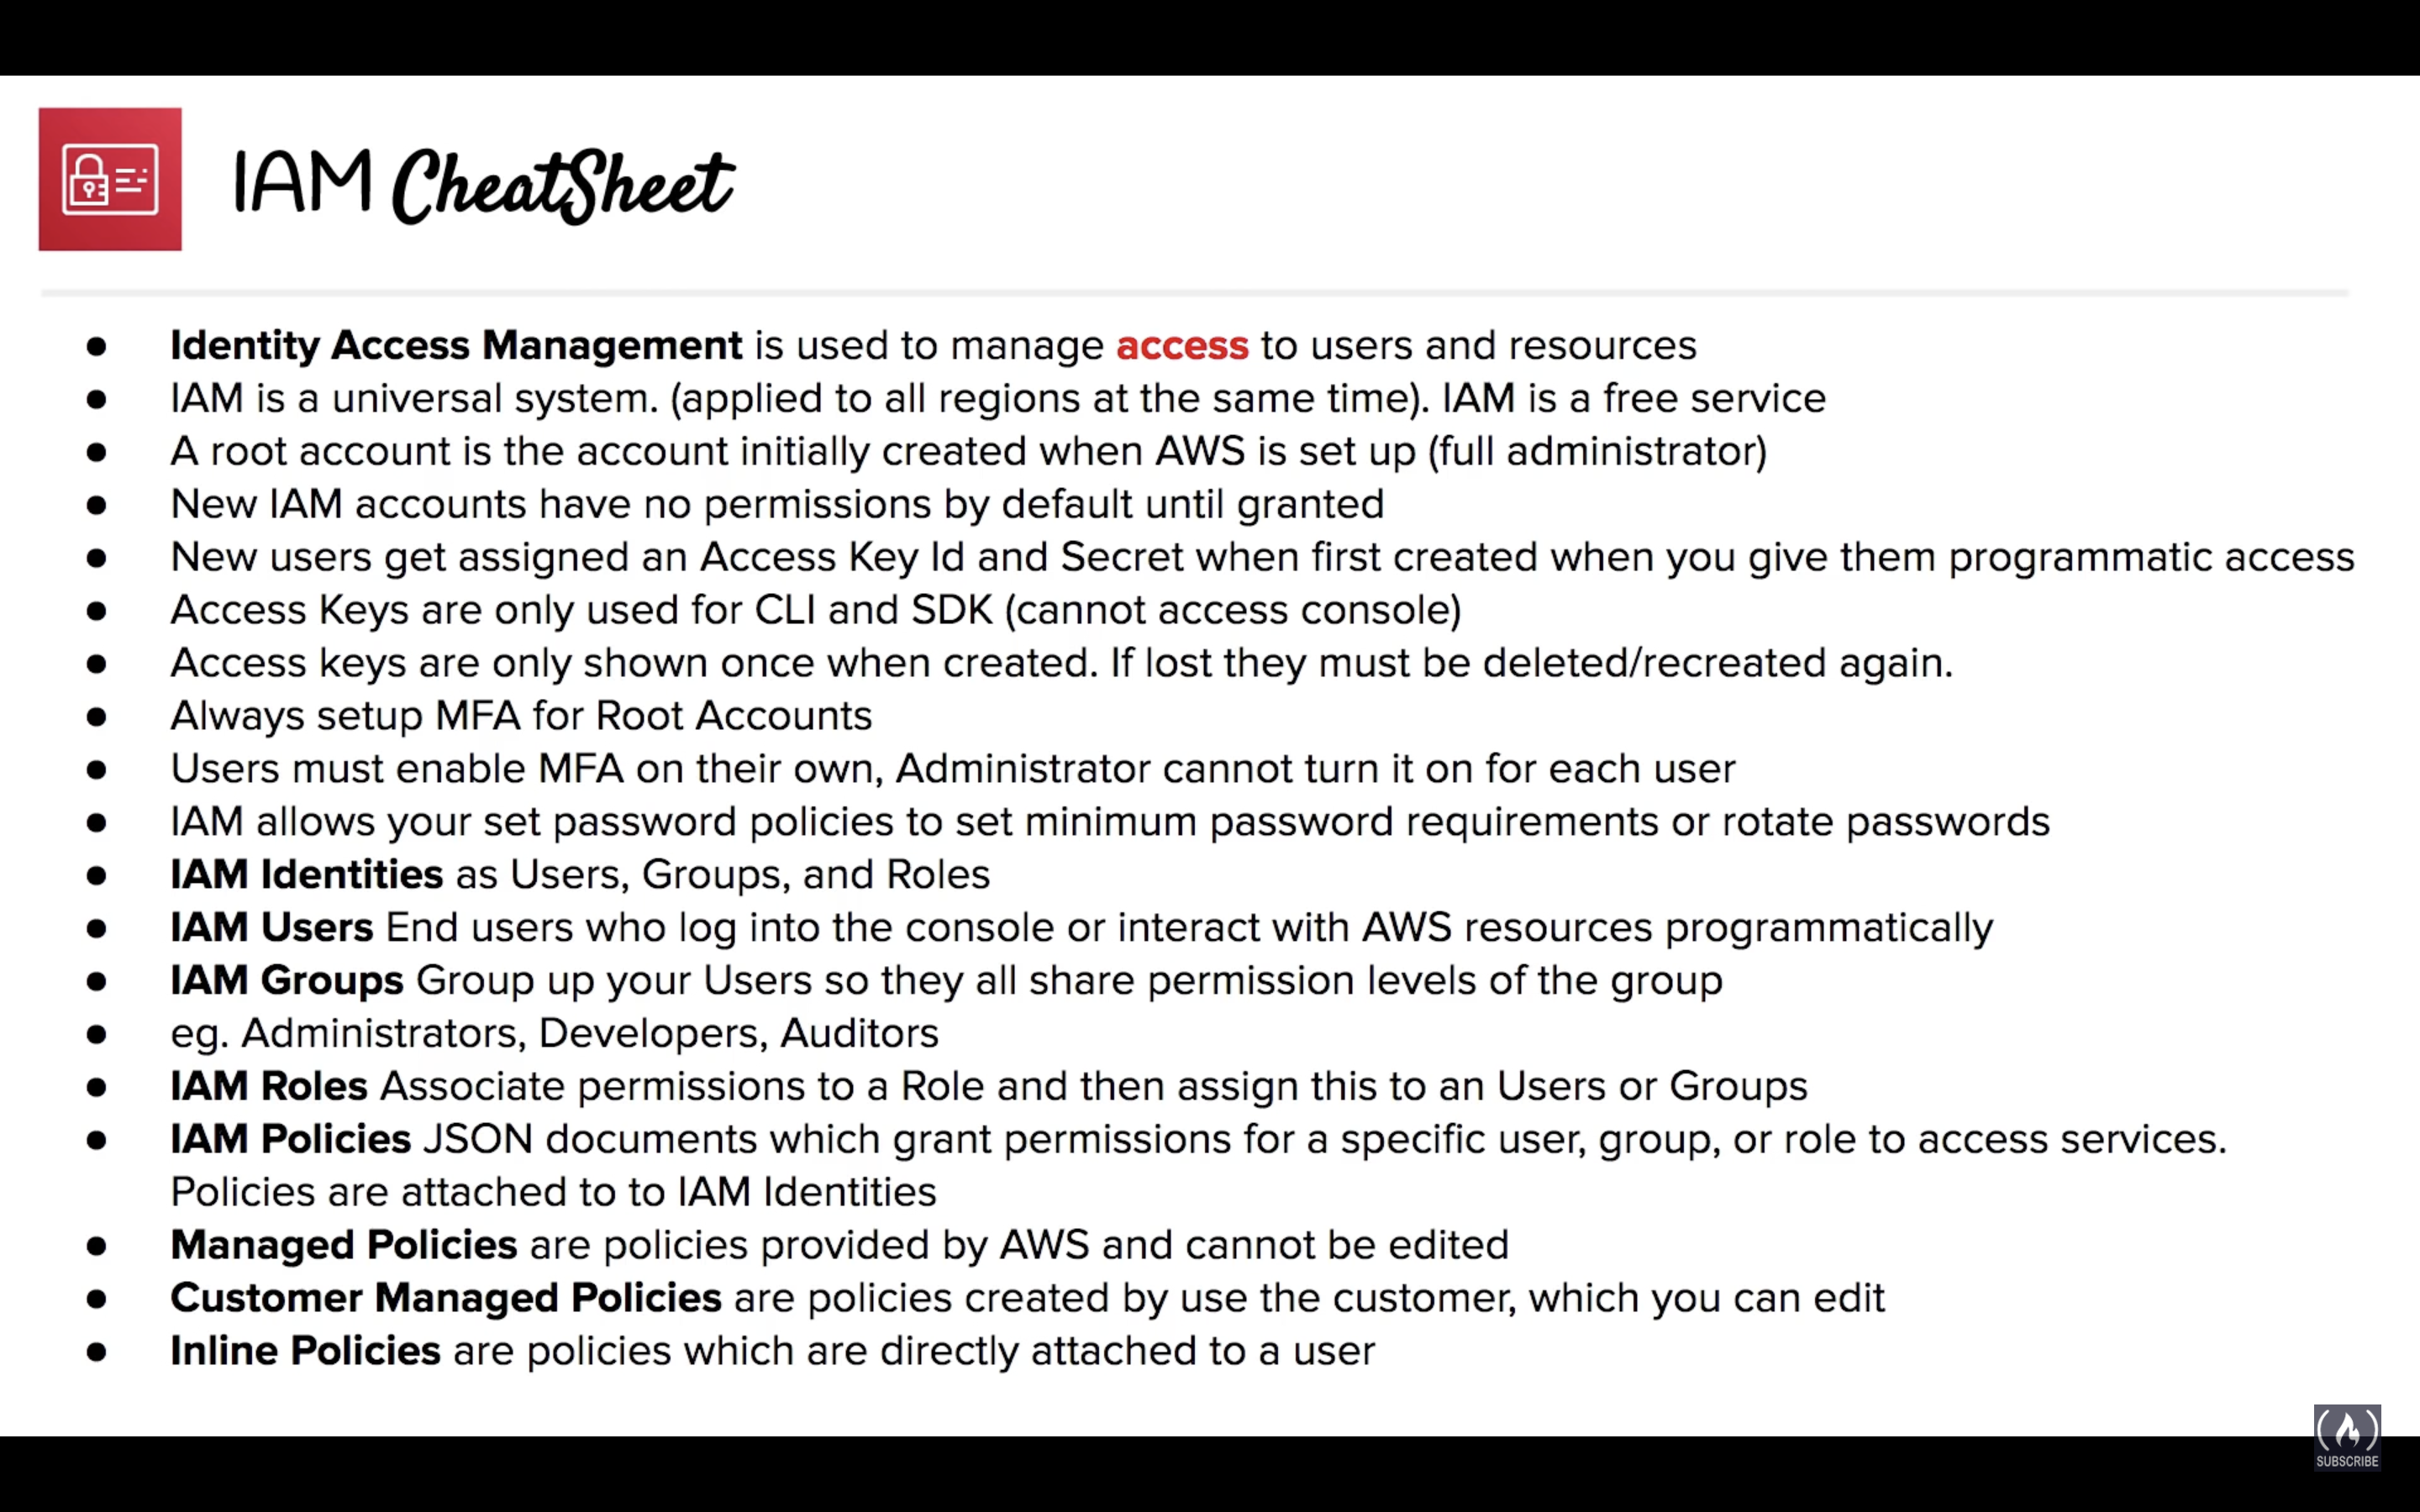 IAM CheatSheet
● Identity Access Management is used to manage access to users and resources
● IAM is a universal system. (applied to all regions at the same time). IAM is a free service
● A root account is the account initially created when AWS is set up (full administrator)
● New IAM accounts have no permissions by default until granted
● New users get assigned an Access Key Id and Secret when first created when you give them programmatic access
● Access Keys are only used for CLI and SDK (cannot access console)
● Access keys are only shown once when created. If lost they must be deleted/recreated again.
● Always setup MFA for Root Accounts
● Users must enable MFA on their own, Administrator cannot turn it on for each user
● IAM allows your set password policies to set minimum password requirements or rotate passwords
● IAM Identities as Users, Groups, and Roles
● IAM Users End users who log into the console or interact with AWS resources programmatically
● IAM Groups Group up your Users so they all share permission levels of the group
● eg. Administrators, Developers, Auditors
● IAM Roles Associate permissions to a Role and then assign this to an Users or Groups
● IAM Policies JSON documents which grant permissions for a specific user, group, or role to access services.
Policies are attached to to IAM Identities
● Managed Policies are policies provided by AWS and cannot be edited
● Customer Managed Policies are policies created by use the customer, which you can edit
● Inline Policies are policies which are directly attached to a user
SUBSCRIBE